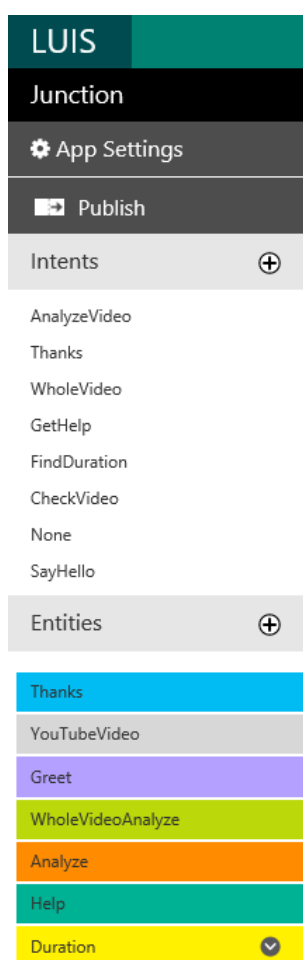 LUIS
Junction
App Settings
Publish
Intents
AnalyzeVideo
Thanks
WholeVideo
GetHelp
FindDuration
CheckVideo
None
SayHello
Entities
Thanks
YouTubeVideo
Greet
WholeVideoAnalyze
Analyze
Help
Duration